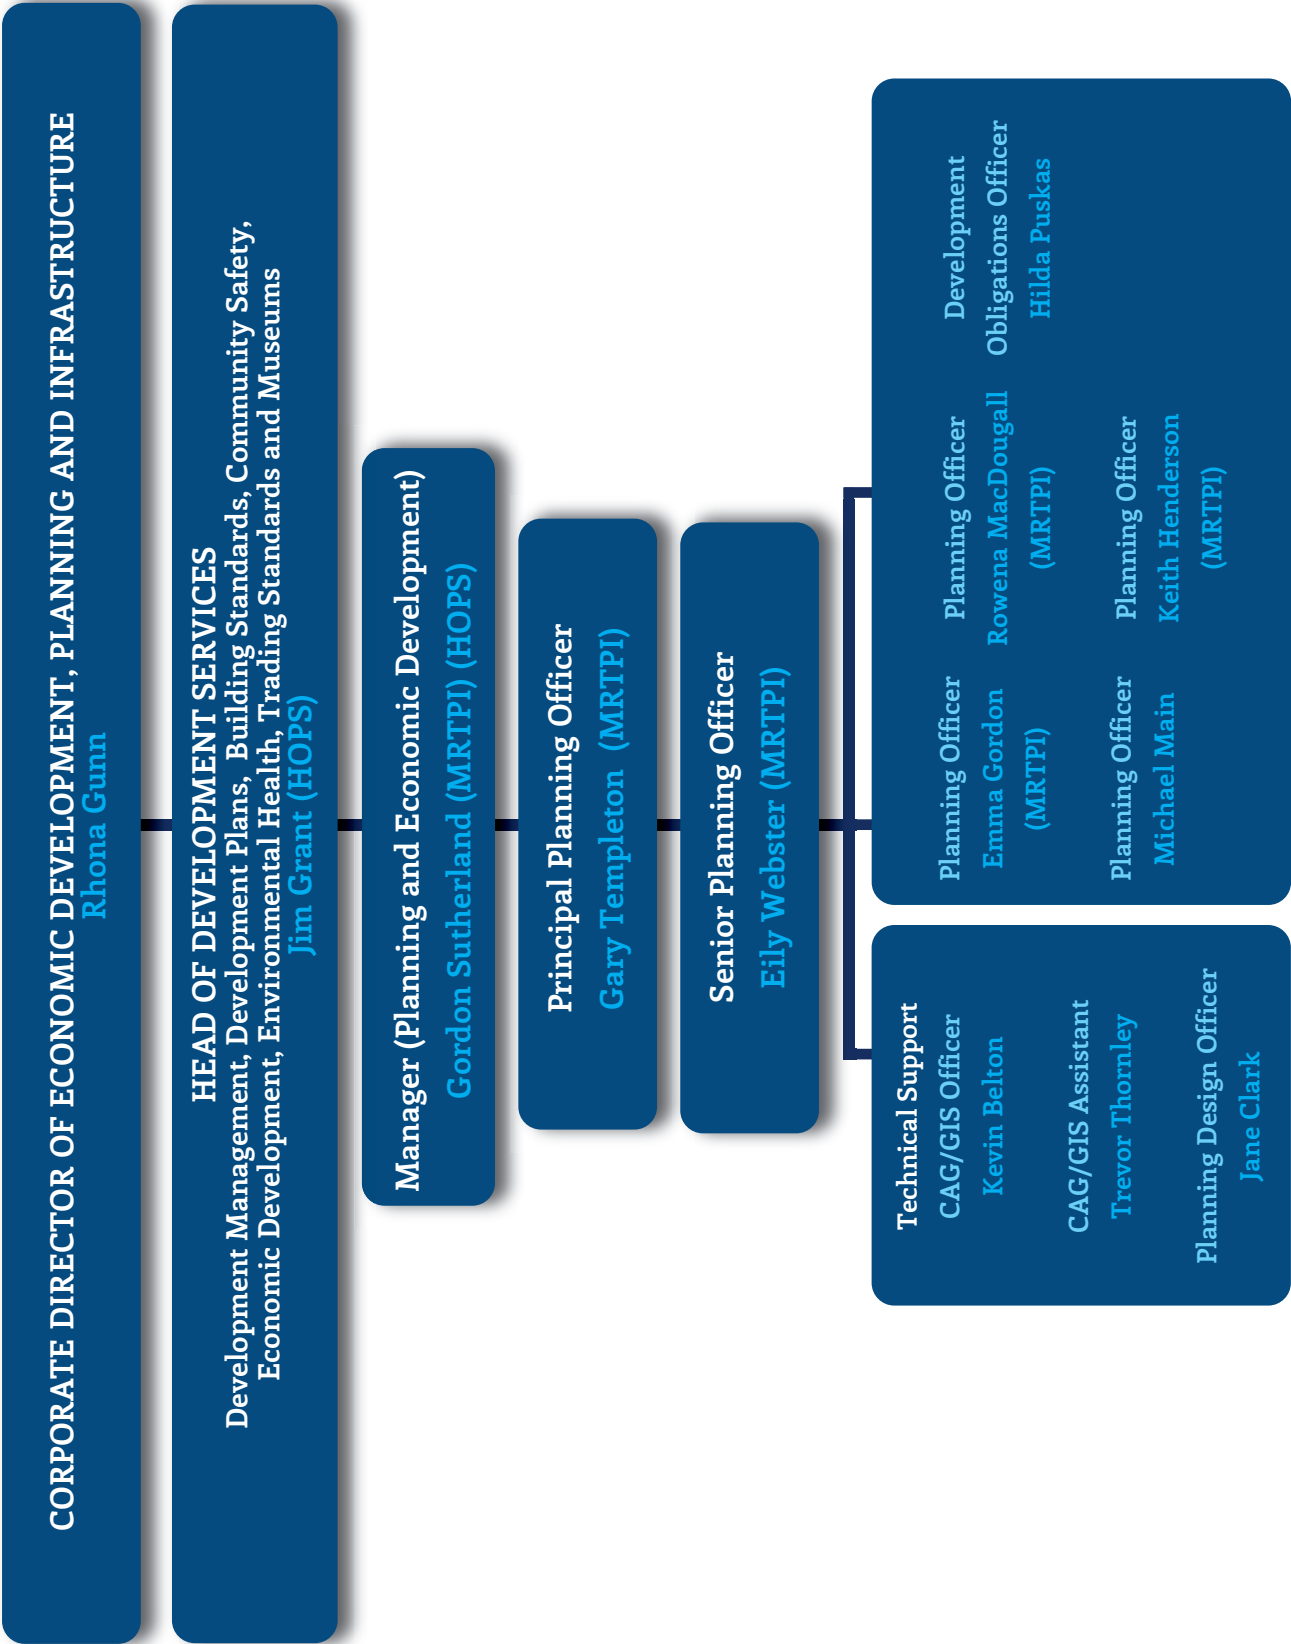 CORPORATE DIRECTOR OF ECONOMIC DEVELOPMENT, PLANNING AND INFRASTRUCTURE
Rhona Gunn
HEAD OF DEVELOPMENT SERVICES
Development Management, Development Plans, Building Standards, Community Safety,
Economic Development, Environmental Health, Trading Standards and Museums
Jim Grant (HOPS)
Manager (Planning and Economic Development)
Gordon Sutherland (MRTPI) (HOPS)
Principal Planning Officer
Gary Templeton (MRTPI)
Senior Planning Officer
Eily Webster (MRTPI)
Technical Support
CAG/GIS Officer
Kevin Belton
CAG/GIS Assistant
Trevor Thornley
Planning Design Officer
Jane Clark
Planning Officer
Emma Gordon
(MRTPI)
Planning Officer
Rowena MacDougall
(MRTPI)
Development
Obligations Officer
Hilda Puskas
Planning Officer
Michael Main
Planning Officer
Keith Henderson
(MRTPI)